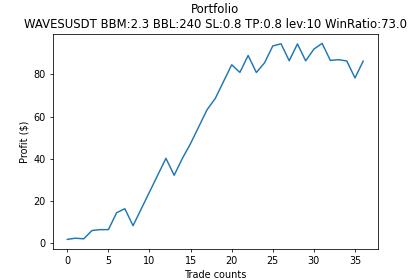 Portfolio
WAVESUSDT BBM:2.3 BBL:240 SL:0.8 TP:0.8 lev:10 WinRatio:73.0
Profit ($)
80
60
40
20
0
0 5 10 15 20 25 30 35
Trade counts